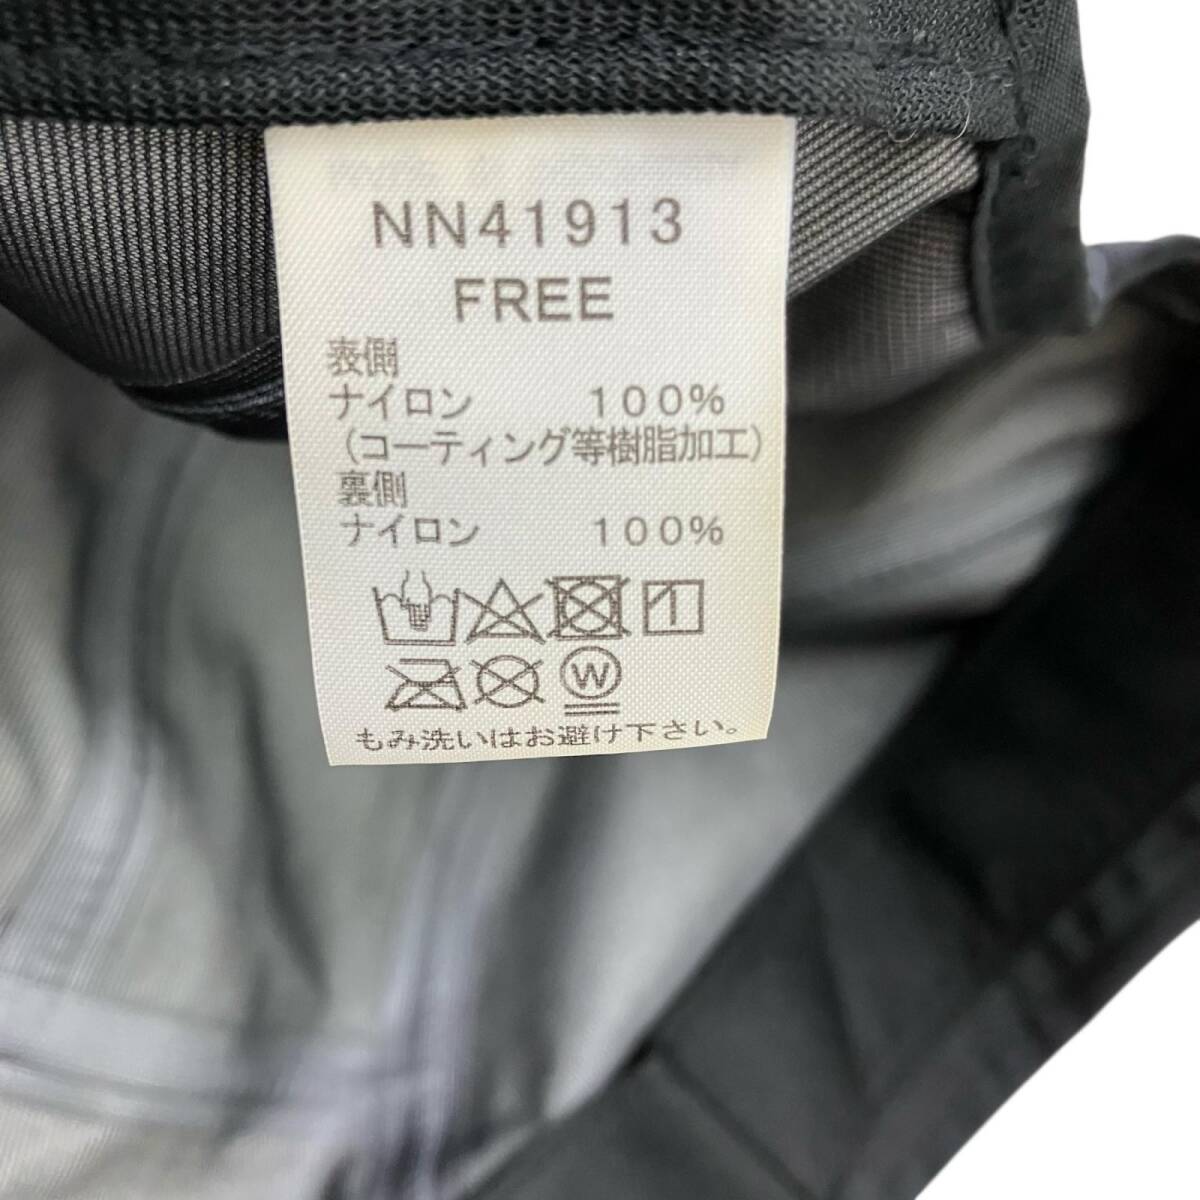 NN41913
FREE
表側
ナイロン 100%
(コーティング等樹脂加工)
裏側
ナイロン 100%
W
もみ洗いはお避け下さい。